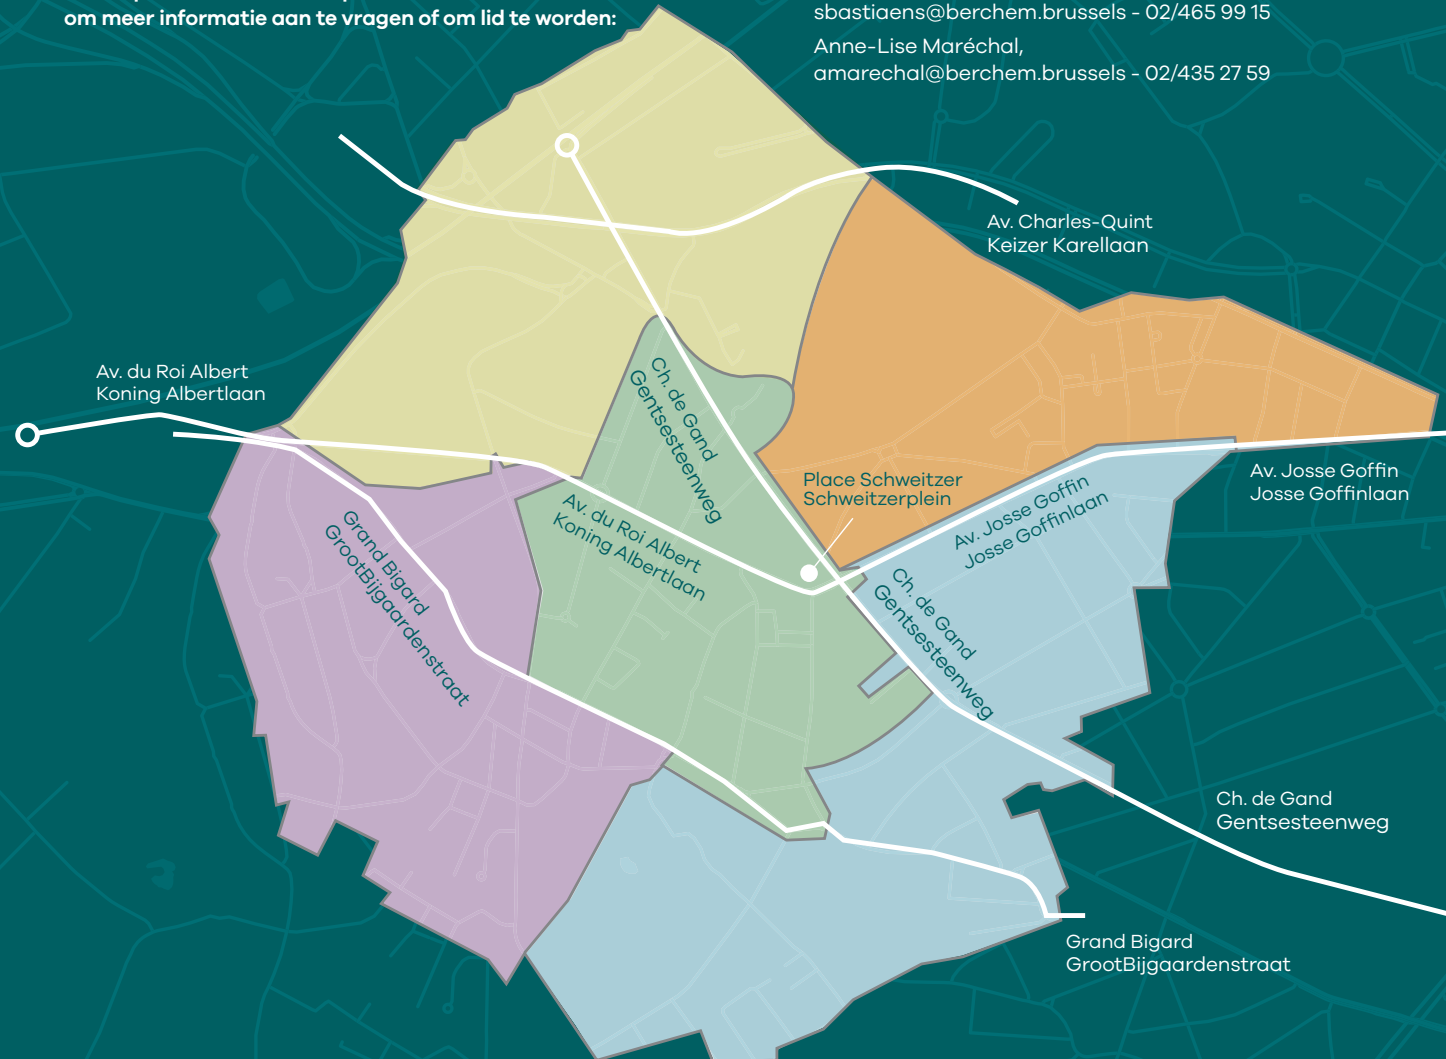 om meer informatie aan te vragen of om lid te worden:
sbastiaens@berchem.brussels - 02/465 99 15
Anne-Lise Maréchal,
amarechal@berchem.brussels - 02/435 27 59
Av. Charles-Quint
Keizer Karellaan
Av. du Roi Albert
Koning Albertlaan
Ch. de Gand
Gentsesteenweg
Place Schweitzer
Schweitzerplein
Av. Josse Goffin
Josse Goffinlaan
Av. Josse Goffin
Josse Goffinlaan
Av. du Roi Albert
Koning Albertlaan
Grand Bigard
GrootBijgaardenstraat
Ch. de Gand
Gentsesteenweg
Ch. de Gand
Gentsesteenweg
Grand Bigard
GrootBijgaardenstraat